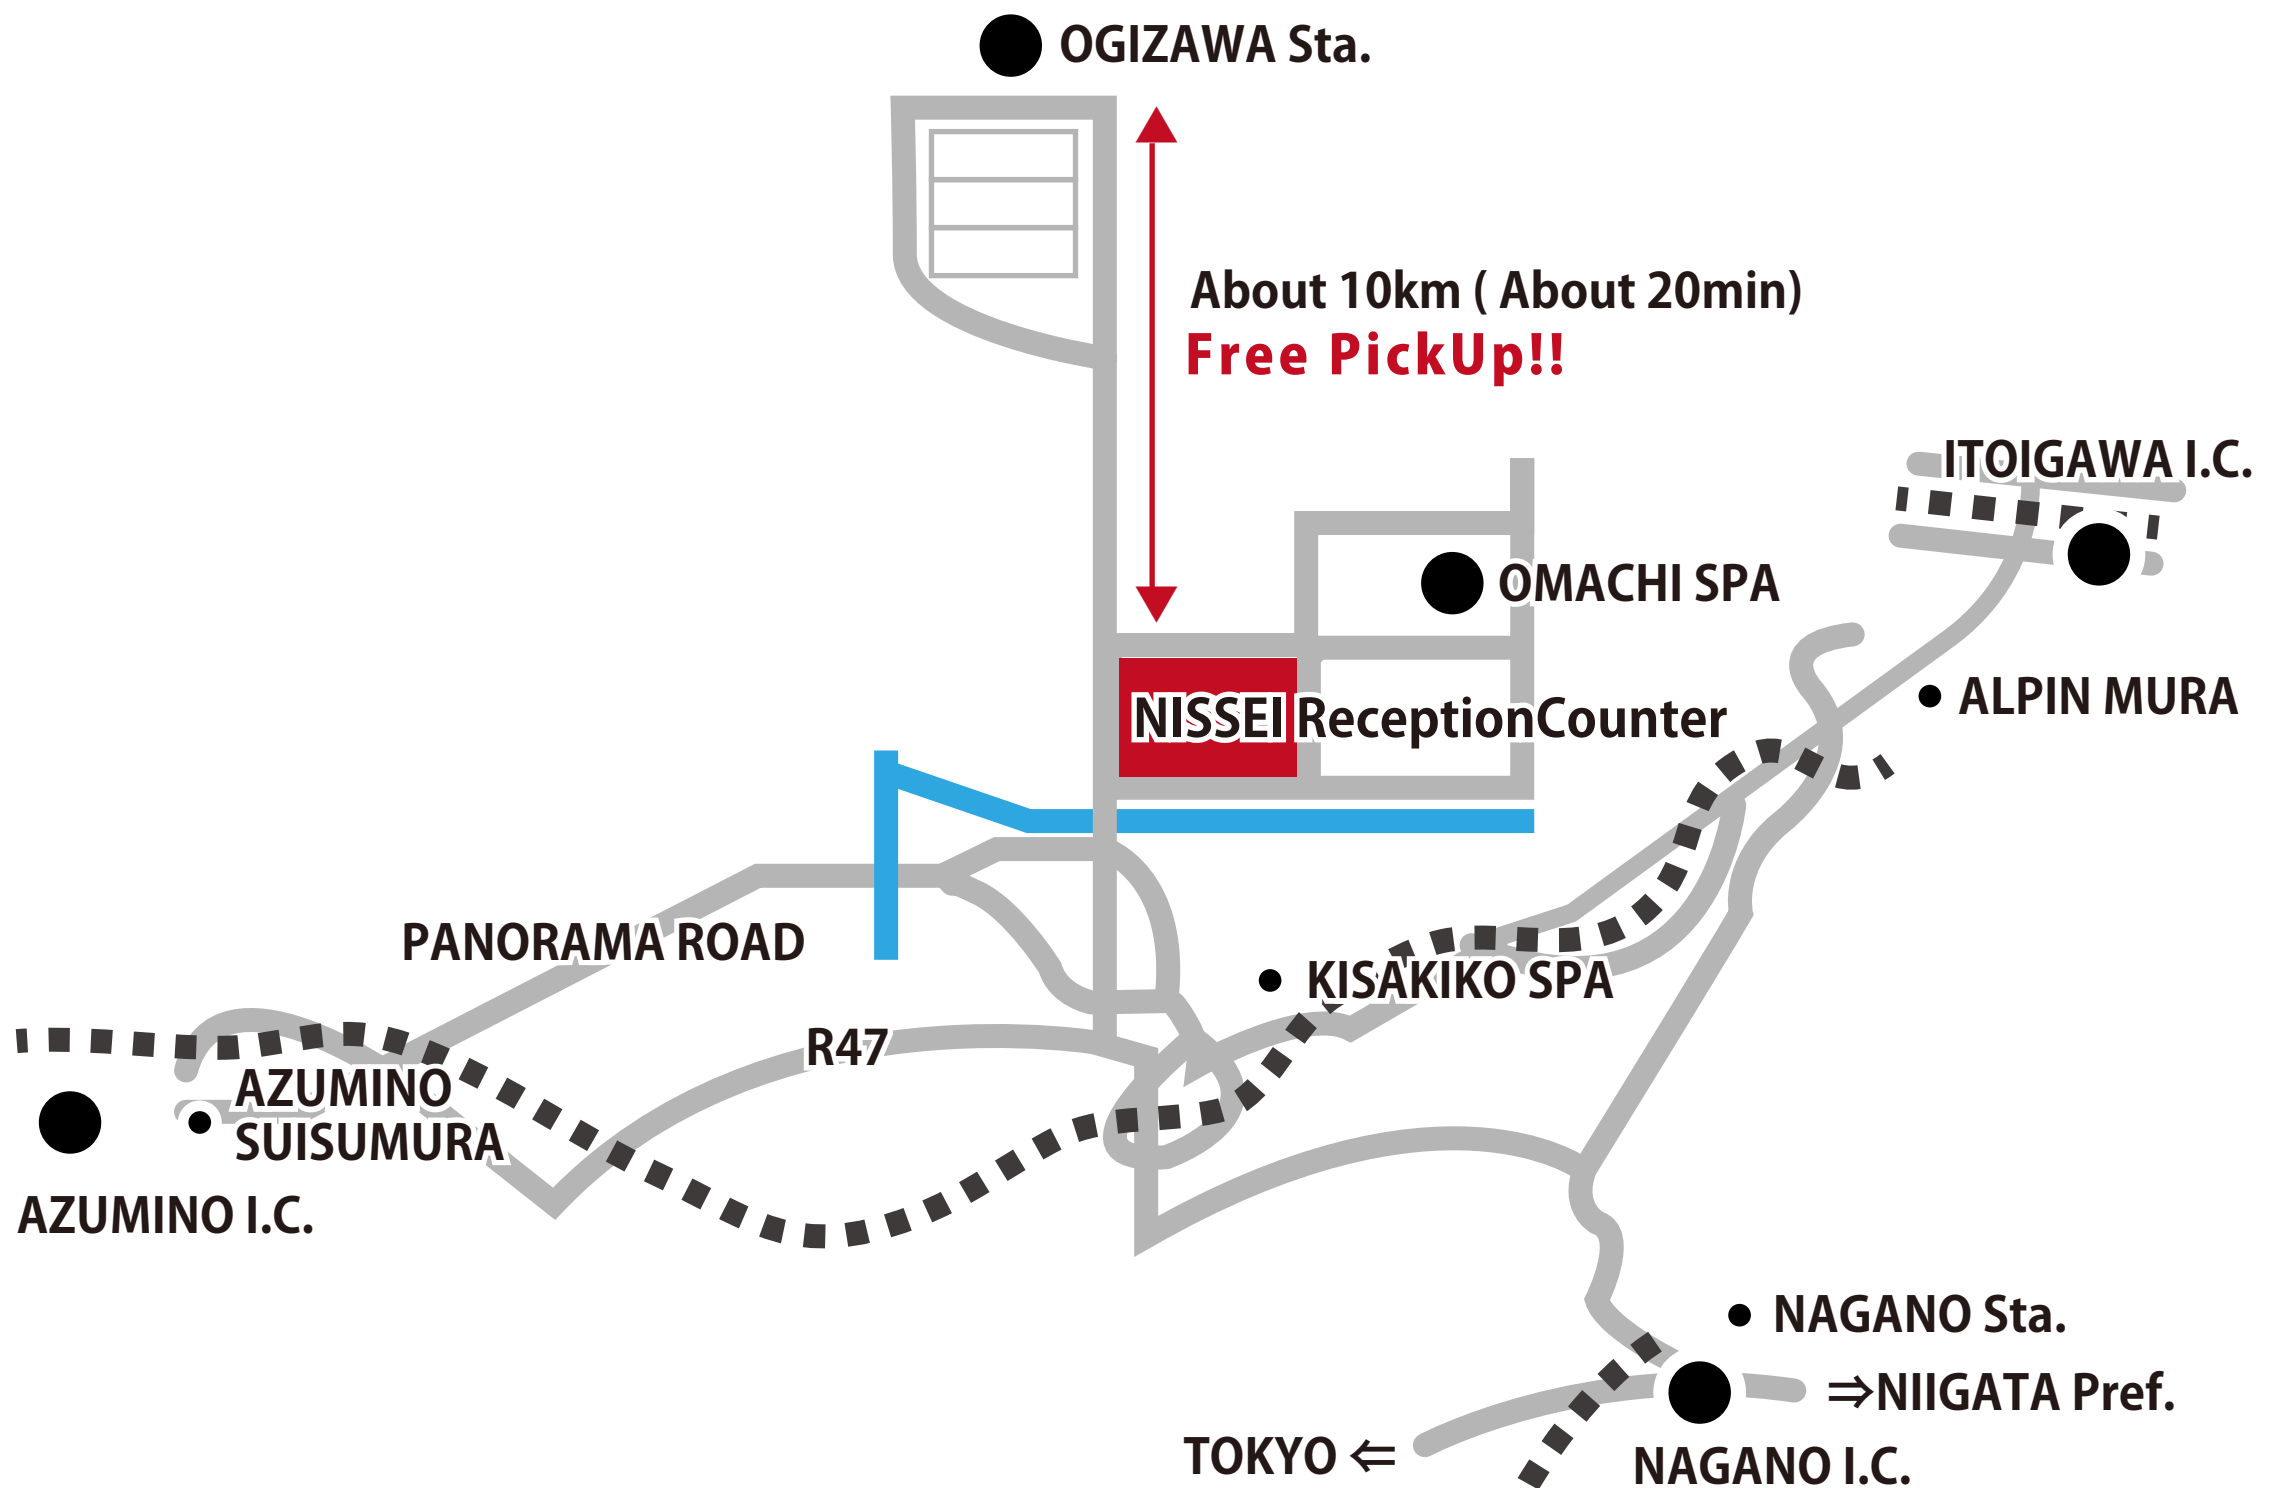 OGIZAWA Sta.
About 10km ( About 20min)
Free PickUp!!
ITOIGAWA I.C.
OMACHI SPA
ALPIN MURA
NISSEI ReceptionCounter
PANORAMA ROAD
KISAKIKO SPA
R47
AZUMINO
SUISUMURA
AZUMINO I.C.
NAGANO Sta.
⇒NIIGATA Pref.
TOKYO ⇐
NAGANO I.C.